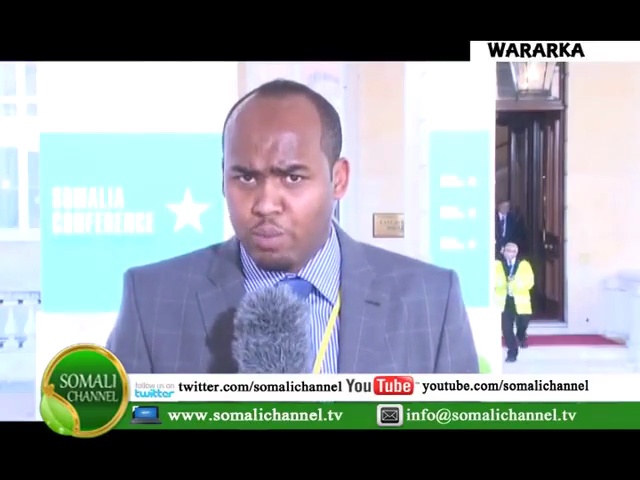 WARARKA
SOMALIA
CONFERENCE
SOMALI
CHANNEL
follow us on
twitter
twitter.com/somalichannel
YouTube
youtube.com/somalichannel
www.somalichannel.tv
info@somalichannel.tv